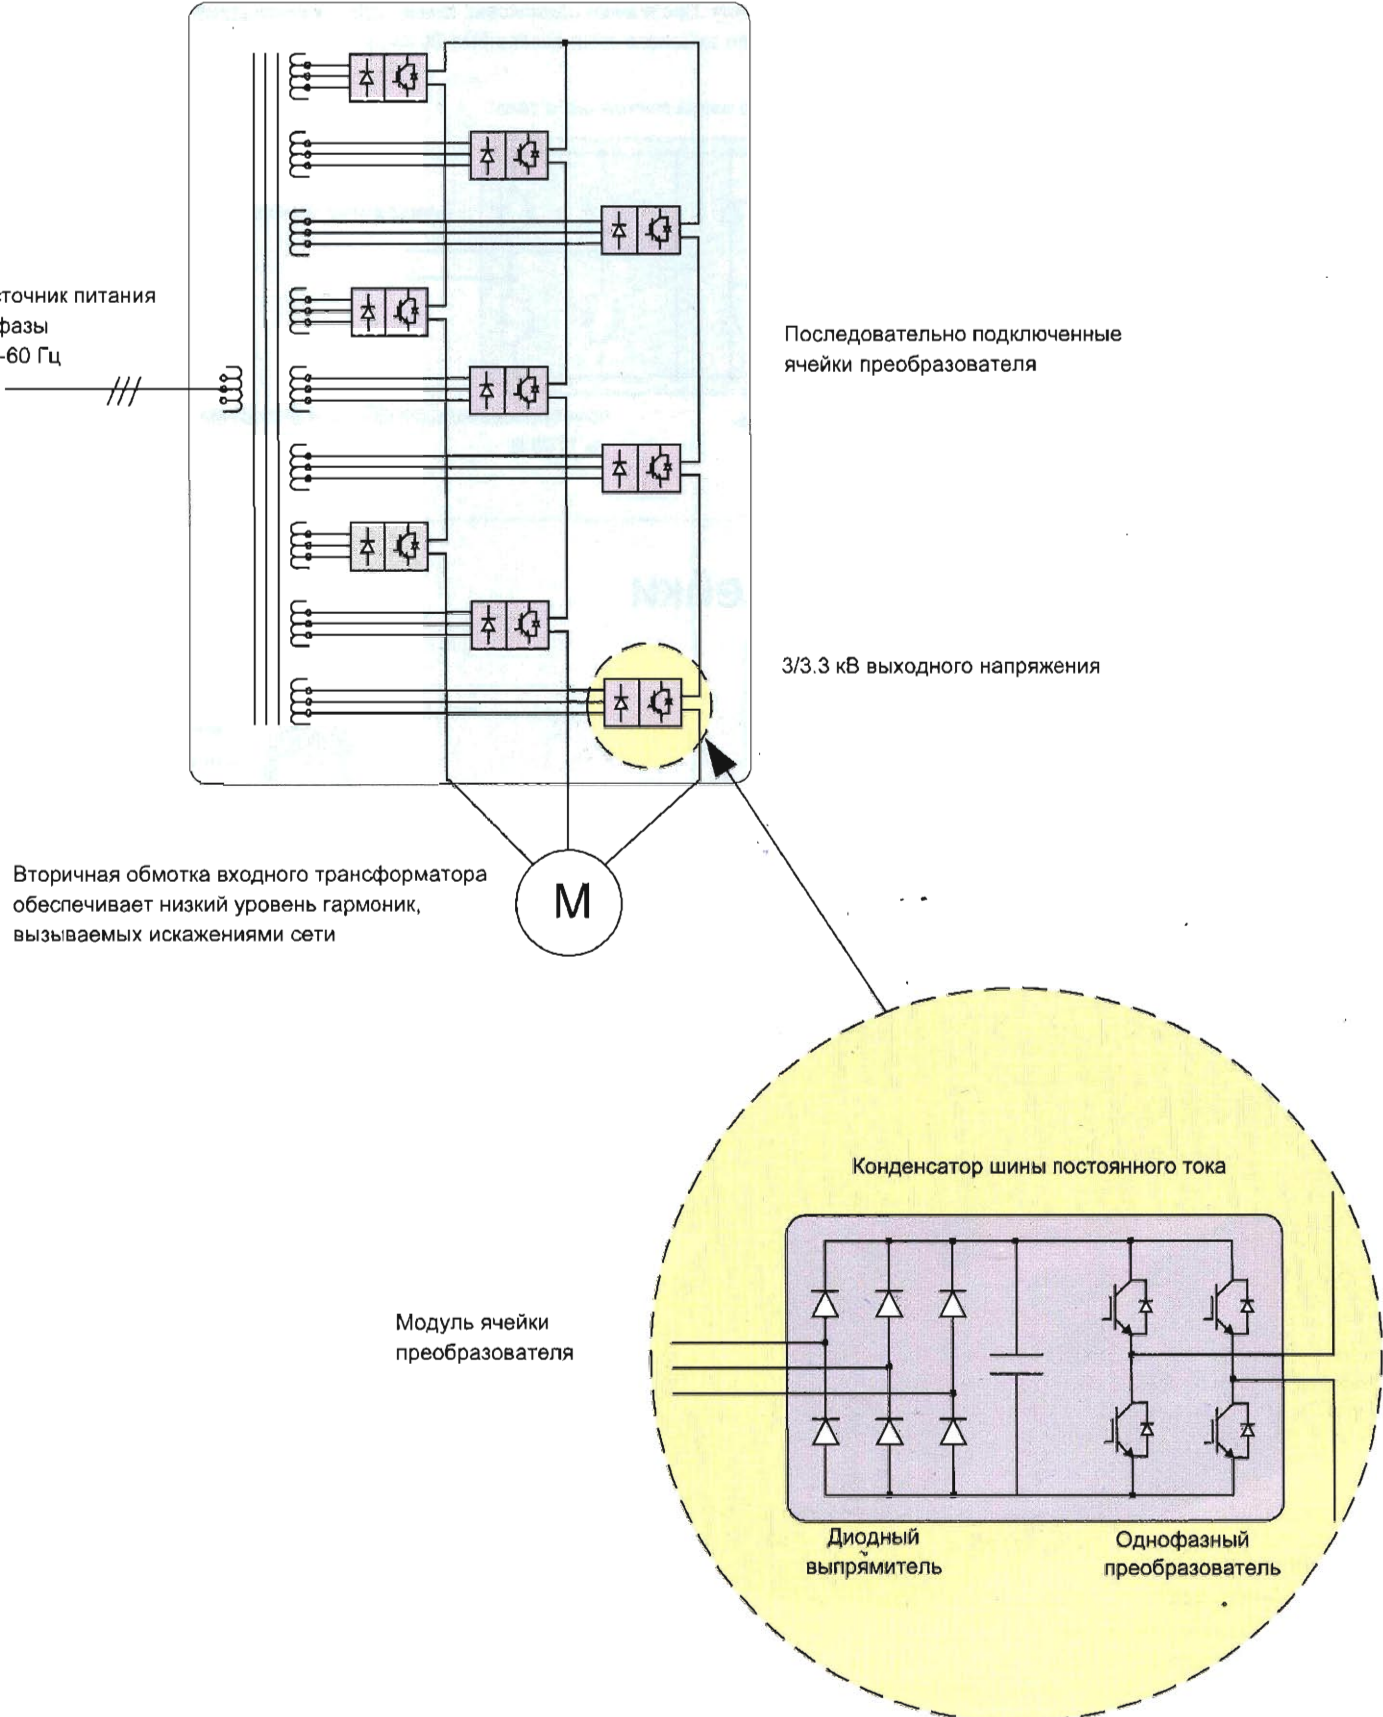 сточник питания
фазы
-60 Гц
Последовательно подключенные
ячейки преобразователя
ейки
3/3.3 кВ выходного напряжения
Вторичная обмотка входного трансформатора
обеспечивает низкий уровень гармоник,
вызываемых искажениями сети
M
Конденсатор шины постоянного тока
Модуль ячейки
преобразователя
Диодный
выпрямитель
Однофазный
преобразователь